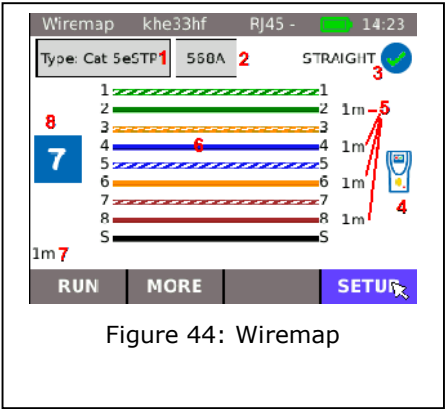 Wiremap khe33hf RJ45 - 14:23
Type: Cat 5eSTP 1 568A 2 STRAIGHT 3
1 1
2 2 1m 5
8 3 3
7 4 6 4 1m
5 5
6 6 1m 4
7 7
8 8 1m
S S
1m 7
RUN MORE SETUP
Figure 44: Wiremap